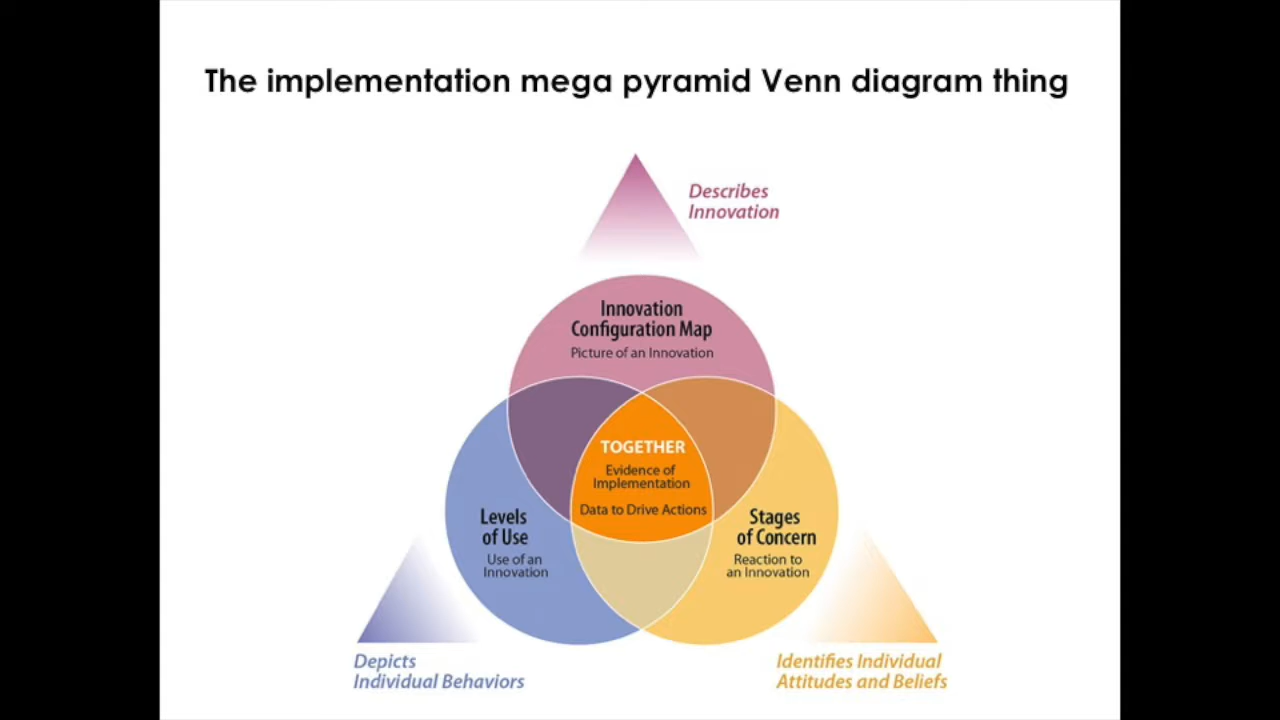 The implementation mega pyramid Venn diagram thing
Describes
Innovation
Innovation
Configuration Map
Picture of an Innovation
TOGETHER
Evidence of
Implementation
Data to Drive Actions
Levels
of Use
Use of an
Innovation
Stages
of Concern
Reaction to
an Innovation
Depicts
Individual Behaviors
Identifies Individual
Attitudes and Beliefs